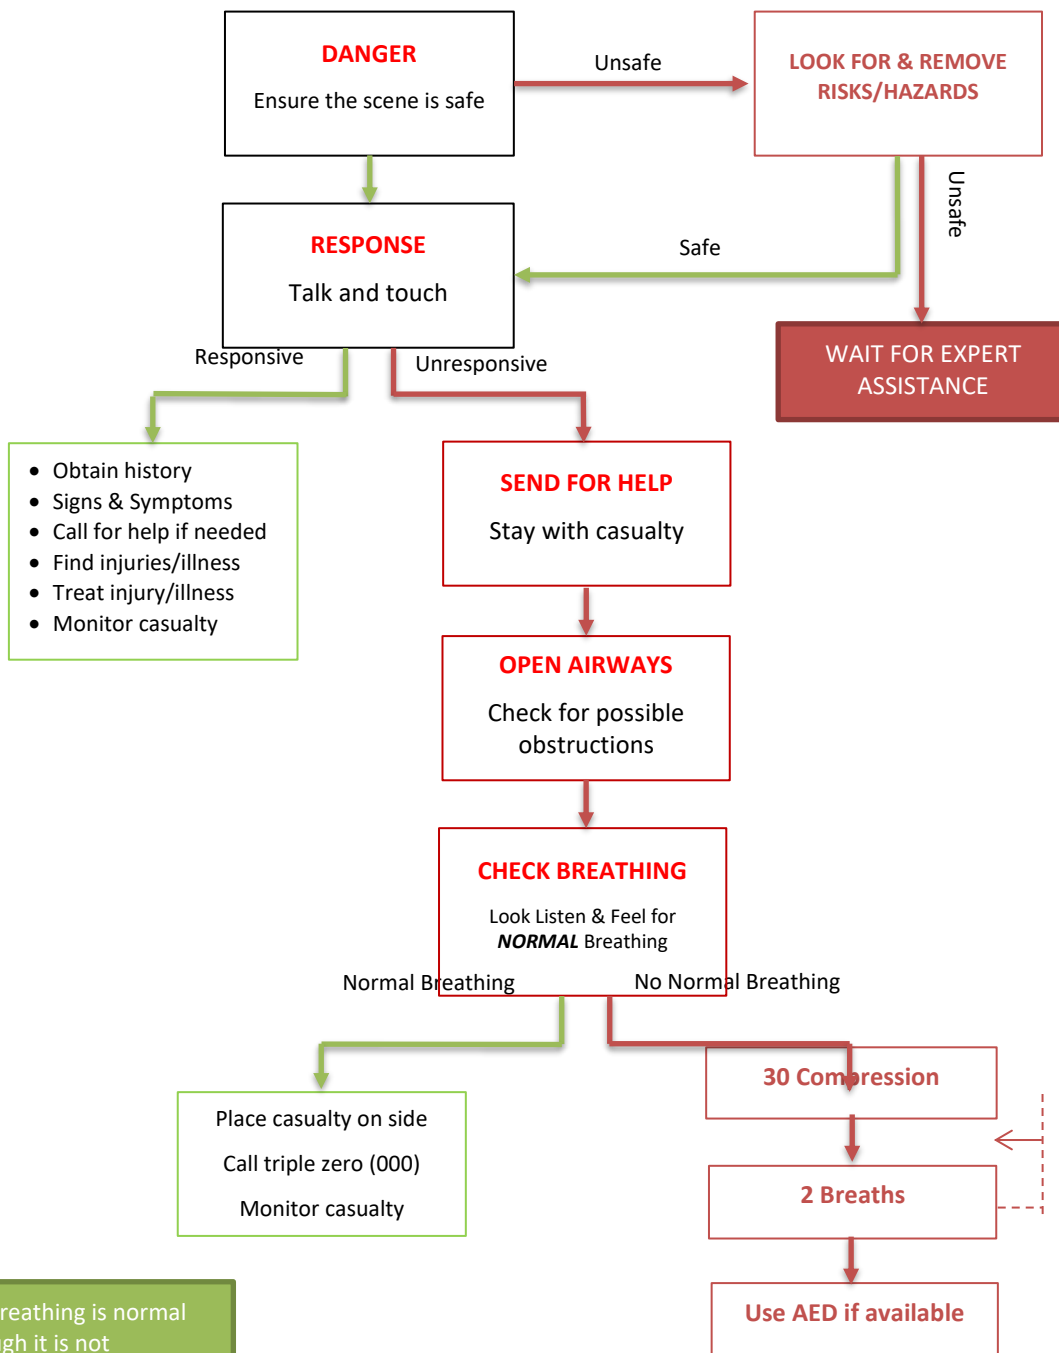 DANGER
Ensure the scene is safe
Unsafe
LOOK FOR & REMOVE
RISKS/HAZARDS
Unsafe
RESPONSE
Talk and touch
Safe
WAIT FOR EXPERT
ASSISTANCE
Responsive
Unresponsive
• Obtain history
• Signs & Symptoms
• Call for help if needed
• Find injuries/illness
• Treat injury/illness
• Monitor casualty
SEND FOR HELP
Stay with casualty
OPEN AIRWAYS
Check for possible
obstructions
CHECK BREATHING
Look Listen & Feel for
NORMAL Breathing
Normal Breathing
No Normal Breathing
30 Compression
Place casualty on side
Call triple zero (000)
Monitor casualty
2 Breaths
Use AED if available
reathing is normal
gh it is not